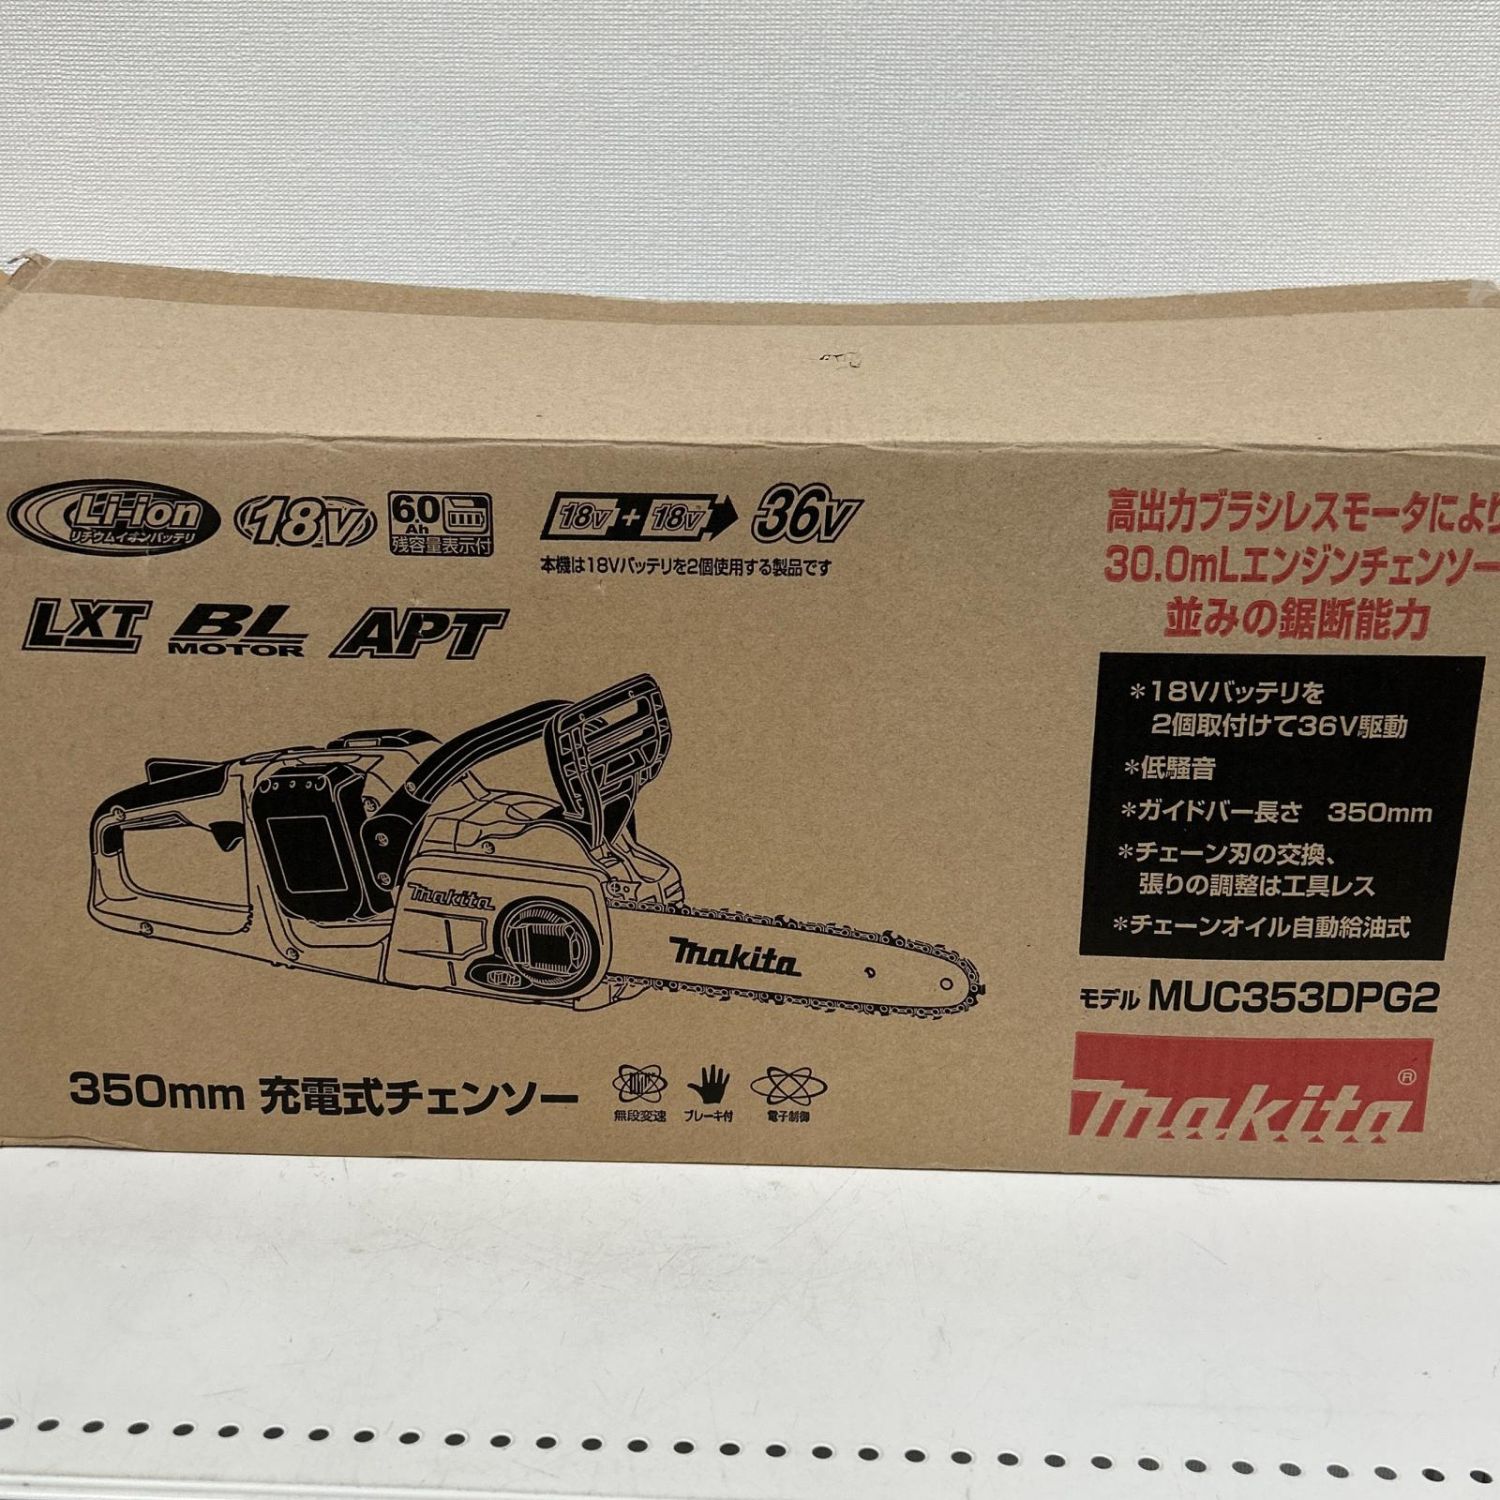 Li-ion
リチウムイオンバッテリ
18V
6.0
Ah
残容量表示付
18V + 18V 36V
本機は18Vバッテリを2個使用する製品です
LXT BL MOTOR APT
高出力ブラシレスモータにより
30.0mLエンジンチェンソー
並みの鋸断能力
*18Vバッテリを
2個取付けて36V駆動
*低騒音
*ガイドバー長さ 350mm
*チェーン刃の交換、
張りの調整は工具レス
*チェーンオイル自動給油式
makita
makita
モデル MUC353DPG2
350mm 充電式チェンソー
無段変速 ブレーキ付 電子制御
makita®